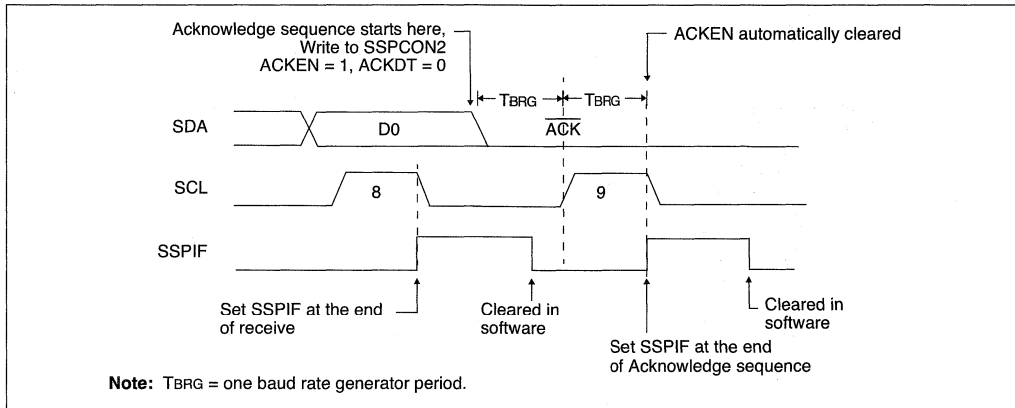 Acknowledge sequence starts here,
Write to SSPCON2
ACKEN = 1, ACKDT = 0
ACKEN automatically cleared
TBRG
TBRG
SDA
D0
ACK
SCL
8
9
SSPIF
Set SSPIF at the end
of receive
Cleared in
software
Cleared in
software
Set SSPIF at the end
of Acknowledge sequence
Note: TBRG = one baud rate generator period.